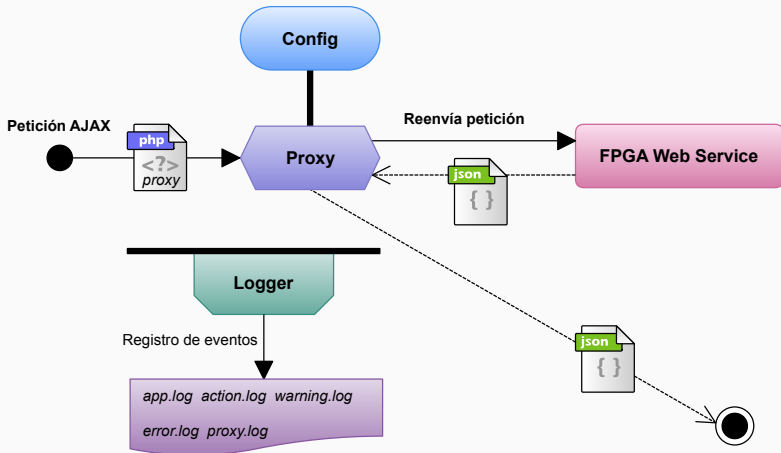 Config
Petición AJAX
php
<?>
proxy
Proxy
Reenvía petición
FPGA Web Service
json
{ }
Logger
Registro de eventos
app.log action.log warning.log
error.log proxy.log
json
{ }